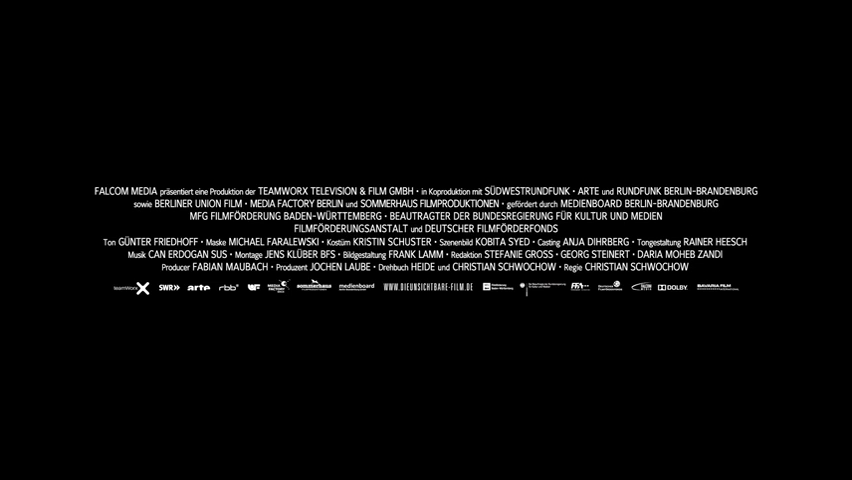 FALCOM MEDIA präsentiert eine Produktion der TEAMWORX TELEVISION & FILM GMBH • in Koproduktion mit SÜDWESTRUNDFUNK • ARTE und RUNDFUNK BERLIN-BRANDENBURG
sowie BERLINER UNION FILM • MEDIA FACTORY BERLIN und SOMMERHAUS FILMPRODUKTIONEN • gefördert durch MEDIENBOARD BERLIN-BRANDENBURG
MFG FILMFÖRDERUNG BADEN-WÜRTTEMBERG • BEAUFTRAGTER DER BUNDESREGIERUNG FÜR KULTUR UND MEDIEN
FILMFÖRDERUNGSANSTALT und DEUTSCHER FILMFÖRDERFONDS
Ton GÜNTER FRIEDHOFF • Maske MICHAEL FARALEWSKI • Kostüm KRISTIN SCHUSTER • Szenenbild KOBITA SYED • Casting ANJA DIHRBERG • Tongestaltung RAINER HEESCH
Musik CAN ERDOGAN SUS • Montage JENS KLÜBER BFS • Bildgestaltung FRANK LAMM • Redaktion STEFANIE GROSS • GEORG STEINERT • DARIA MOHEB ZANDI
Producer FABIAN MAUBACH • Produzent JOCHEN LAUBE • Drehbuch HEIDE und CHRISTIAN SCHWOCHOW • Regie CHRISTIAN SCHWOCHOW
teamWorx SWR>> arte rbb MEDIA FACTORY sommerhaus medienboard WWW.DIEUNSICHTBARE-FILM.DE FFA DOLBY BAVARIA FILM